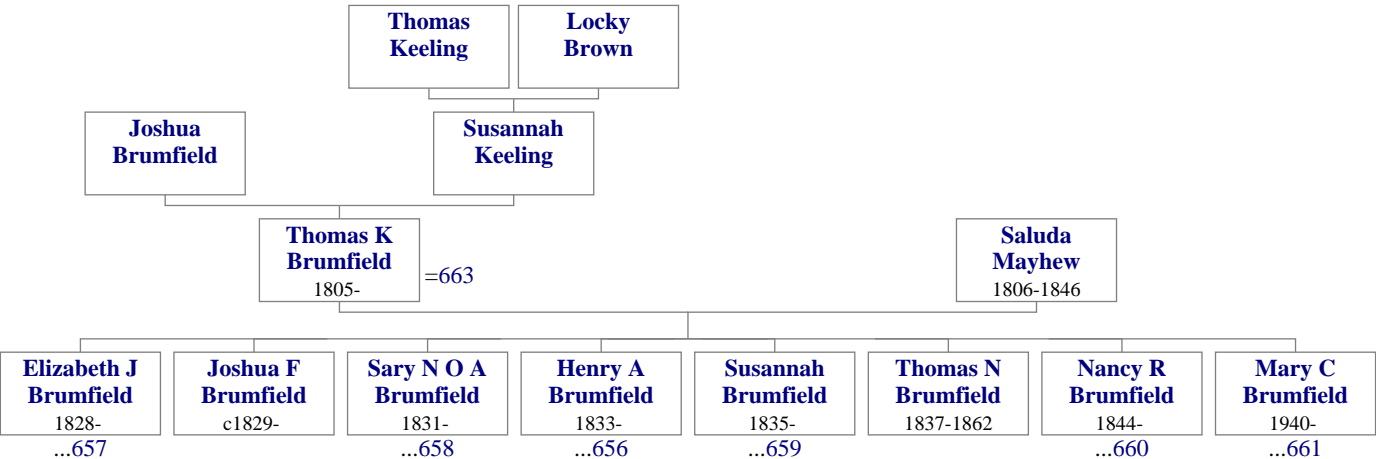 Thomas
Keeling
Locky
Brown
Joshua
Brumfield
Susannah
Keeling
Thomas K
Brumfield
1805-
=663
Saluda
Mayhew
1806-1846
Elizabeth J
Brumfield
1828-
...657
Joshua F
Brumfield
c1829-
Sary N O A
Brumfield
1831-
...658
Henry A
Brumfield
1833-
...656
Susannah
Brumfield
1835-
...659
Thomas N
Brumfield
1837-1862
Nancy R
Brumfield
1844-
...660
Mary C
Brumfield
1940-
...661